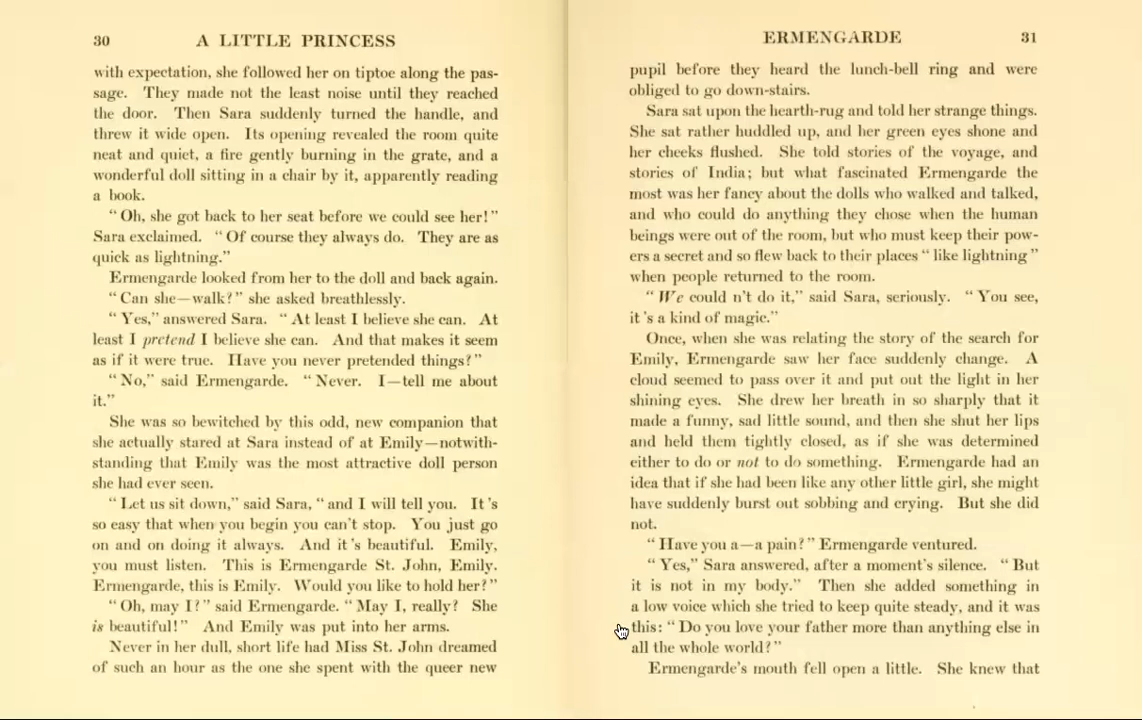 30 A LITTLE PRINCESS
with expectation, she followed her on tiptoe along the pas-
sage. They made not the least noise until they reached
the door. Then Sara suddenly turned the handle, and
threw it wide open. Its opening revealed the room quite
neat and quiet, a fire gently burning in the grate, and a
wonderful doll sitting in a chair by it, apparently reading
a book.
“Oh, she got back to her seat before we could see her!”
Sara exclaimed. “Of course they always do. They are as
quick as lightning.”
Ermengarde looked from her to the doll and back again.
“Can she—walk?” she asked breathlessly.
“Yes,” answered Sara. “At least I believe she can. At
least I pretend I believe she can. And that makes it seem
as if it were true. Have you never pretended things?”
“No,” said Ermengarde. “Never. I—tell me about
it.”
She was so bewitched by this odd, new companion that
she actually stared at Sara instead of at Emily—notwith-
standing that Emily was the most attractive doll person
she had ever seen.
“Let us sit down,” said Sara, “and I will tell you. It's
so easy that when you begin you can't stop. You just go
on and on doing it always. And it's beautiful. Emily,
you must listen. This is Ermengarde St. John, Emily.
Ermengarde, this is Emily. Would you like to hold her?”
“Oh, may I?” said Ermengarde. “May I, really? She
is beautiful!” And Emily was put into her arms.
Never in her dull, short life had Miss St. John dreamed
of such an hour as the one she spent with the queer new
ERMENGARDE 31
pupil before they heard the lunch-bell ring and were
obliged to go down-stairs.
Sara sat upon the hearth-rug and told her strange things.
She sat rather huddled up, and her green eyes shone and
her cheeks flushed. She told stories of the voyage, and
stories of India; but what fascinated Ermengarde the
most was her fancy about the dolls who walked and talked,
and who could do anything they chose when the human
beings were out of the room, but who must keep their pow-
ers a secret and so flew back to their places “like lightning”
when people returned to the room.
“We could n't do it,” said Sara, seriously. “You see,
it's a kind of magic.”
Once, when she was relating the story of the search for
Emily, Ermengarde saw her face suddenly change. A
cloud seemed to pass over it and put out the light in her
shining eyes. She drew her breath in so sharply that it
made a funny, sad little sound, and then she shut her lips
and held them tightly closed, as if she was determined
either to do or not to do something. Ermengarde had an
idea that if she had been like any other little girl, she might
have suddenly burst out sobbing and crying. But she did
not.
“Have you a—a pain?” Ermengarde ventured.
“Yes,” Sara answered, after a moment's silence. “But
it is not in my body.” Then she added something in
a low voice which she tried to keep quite steady, and it was
this: “Do you love your father more than anything else in
all the whole world?”
Ermengarde's mouth fell open a little. She knew that